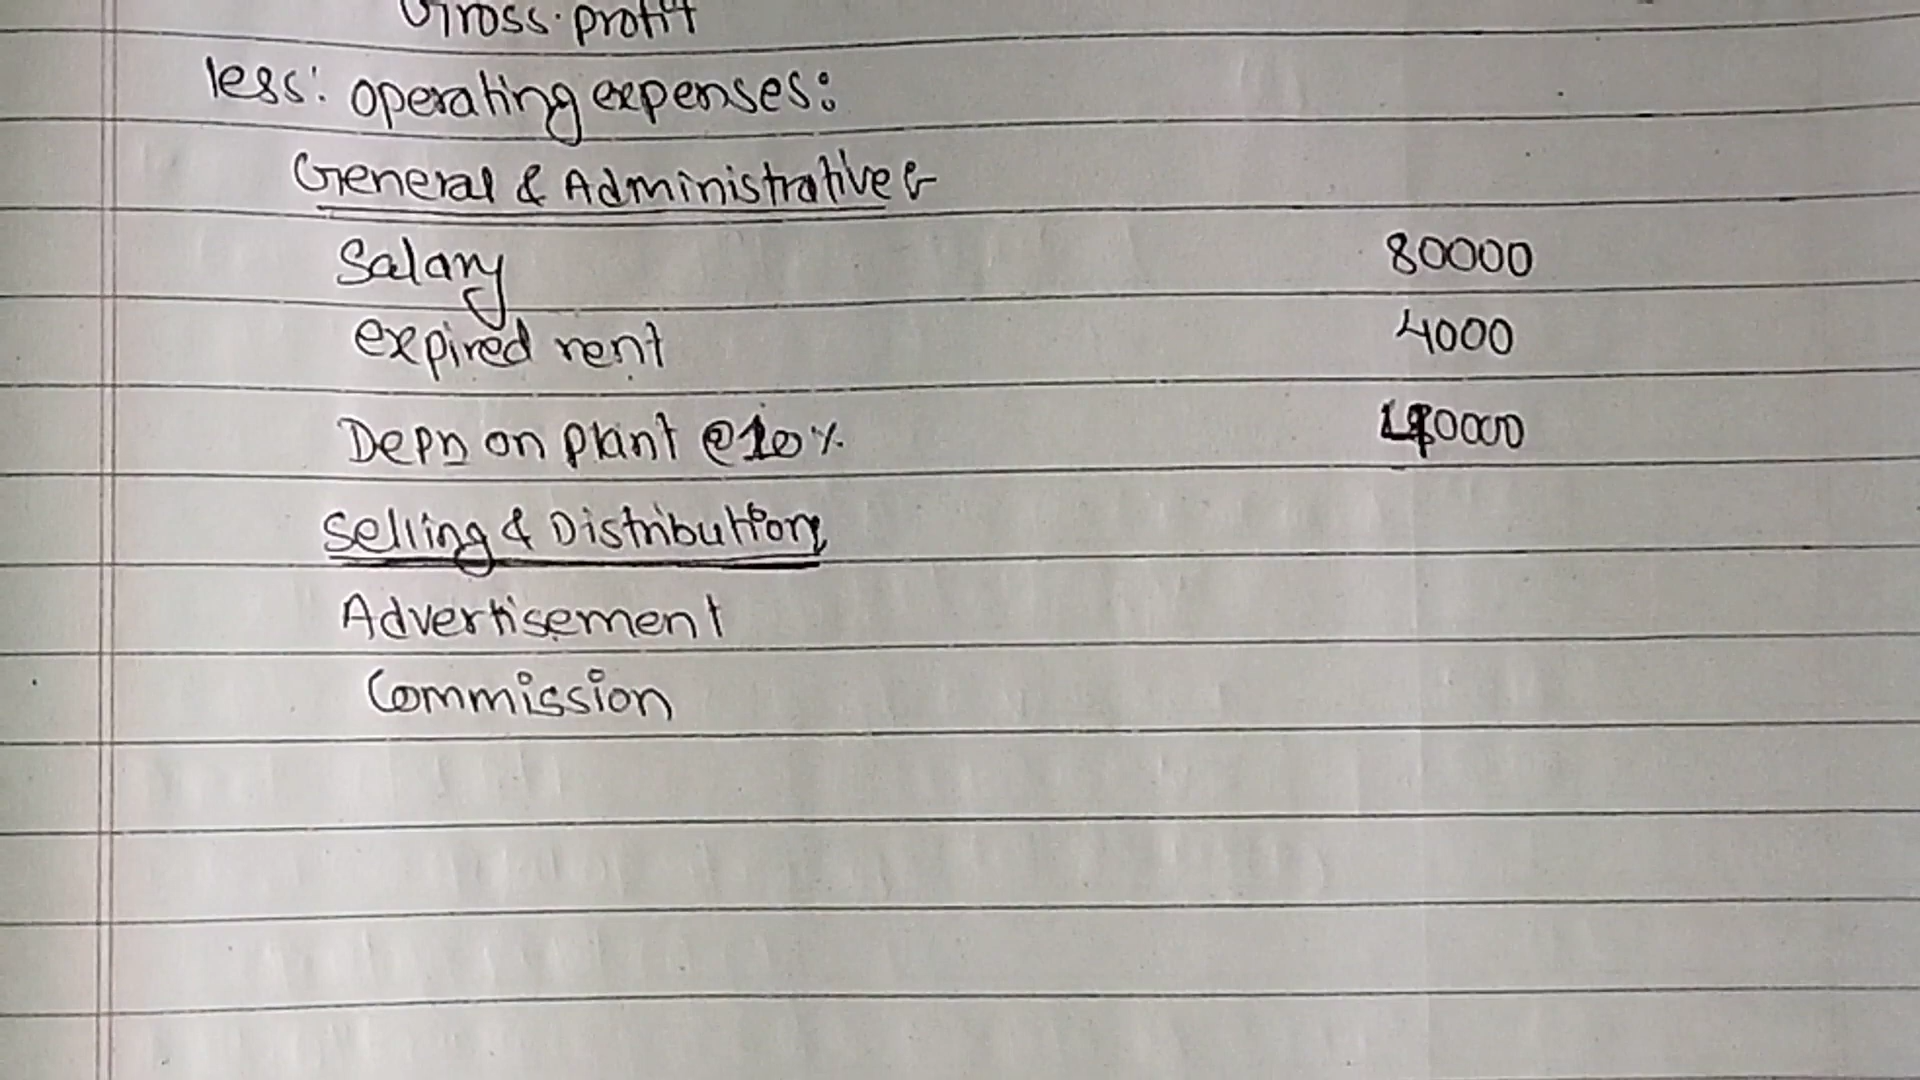 Gross profit
less: operating expenses:
General & Administrative:-
Salary 80000
expired rent 4000
Depn on plant @10%
Selling & Distribution
Advertisement
Commission